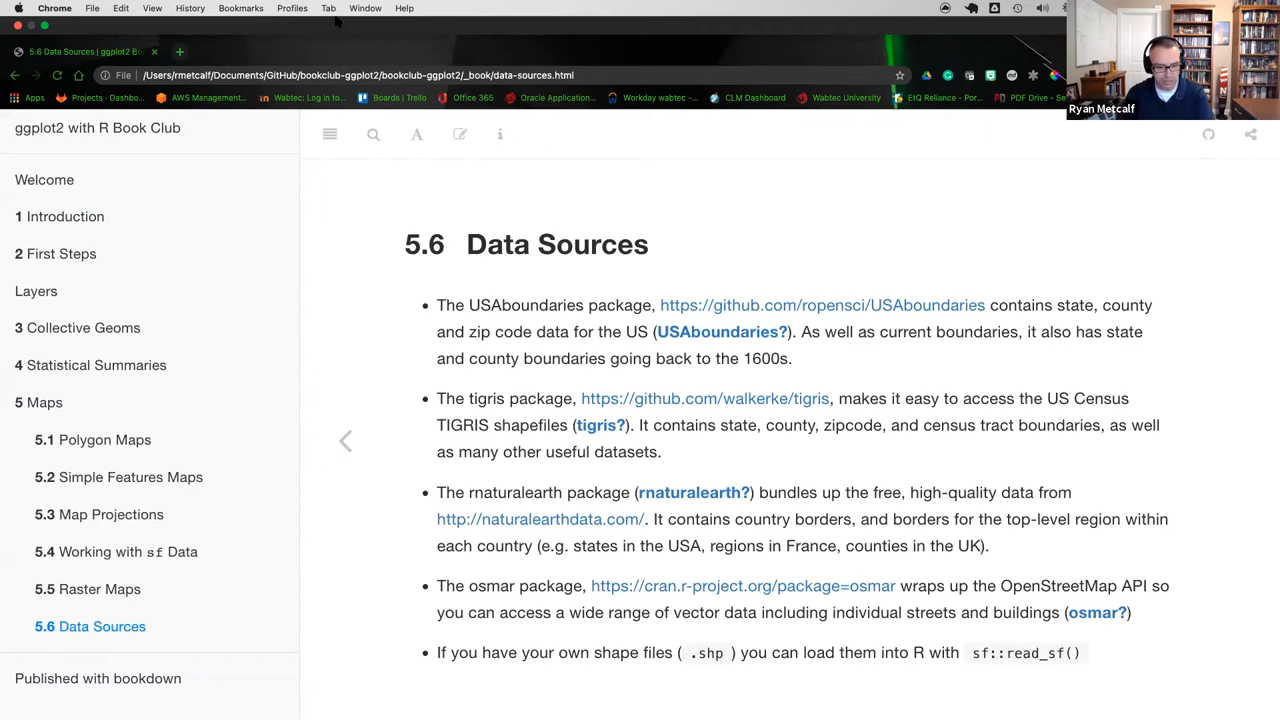 Chrome File Edit View History Bookmarks Profiles Tab Window Help
5.6 Data Sources | ggplot2 Bo
File /Users/rmetcalf/Documents/GitHub/bookclub-ggplot2/bookclub-ggplot2/_book/data-sources.html
Apps Projects - Dashbo... AWS Management... Wabtec: Log in to... Boards | Trello Office 365 Oracle Application... Workday wabtec -... CLM Dashboard Wabtec University EtQ Reliance - Por... PDF Drive - Se
Ryan Metcalf
ggplot2 with R Book Club
Welcome
1 Introduction
2 First Steps
Layers
3 Collective Geoms
4 Statistical Summaries
5 Maps
5.1 Polygon Maps
5.2 Simple Features Maps
5.3 Map Projections
5.4 Working with sf Data
5.5 Raster Maps
5.6 Data Sources
Published with bookdown
5.6 Data Sources
The USAboundaries package, https://github.com/ropensci/USAboundaries contains state, county
and zip code data for the US (USAboundaries?). As well as current boundaries, it also has state
and county boundaries going back to the 1600s.
The tigris package, https://github.com/walkerke/tigris, makes it easy to access the US Census
TIGRIS shapefiles (tigris?). It contains state, county, zipcode, and census tract boundaries, as well
as many other useful datasets.
The rnaturalearth package (rnaturalearth?) bundles up the free, high-quality data from
http://naturalearthdata.com/. It contains country borders, and borders for the top-level region within
each country (e.g. states in the USA, regions in France, counties in the UK).
The osmar package, https://cran.r-project.org/package=osmar wraps up the OpenStreetMap API so
you can access a wide range of vector data including individual streets and buildings (osmar?)
If you have your own shape files ( .shp ) you can load them into R with sf::read_sf()